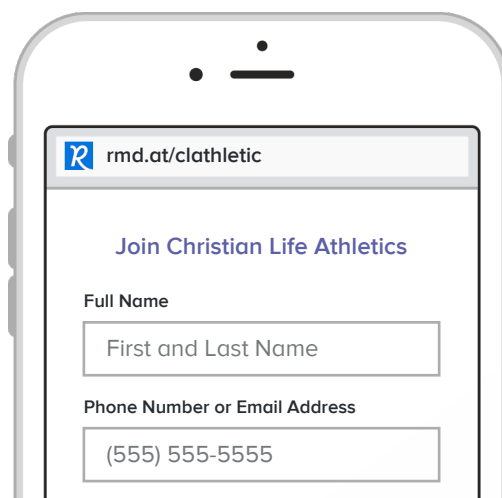 rmd.at/clathletic
Join Christian Life Athletics
Full Name
First and Last Name
Phone Number or Email Address
(555) 555-5555